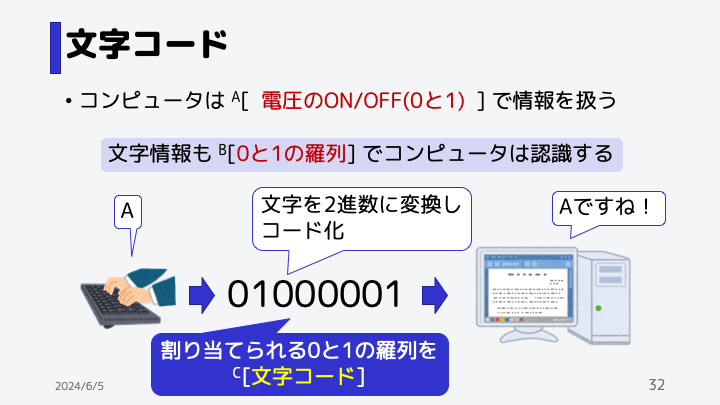 文字コード
• コンピュータは A[ 電圧のON/OFF(0と1) ] で情報を扱う
文字情報も B[0と1の羅列] でコンピュータは認識する
A
文字を2進数に変換し
コード化
Aですね！
01000001
割り当てられる0と1の羅列を
C[文字コード]
2024/6/5
32